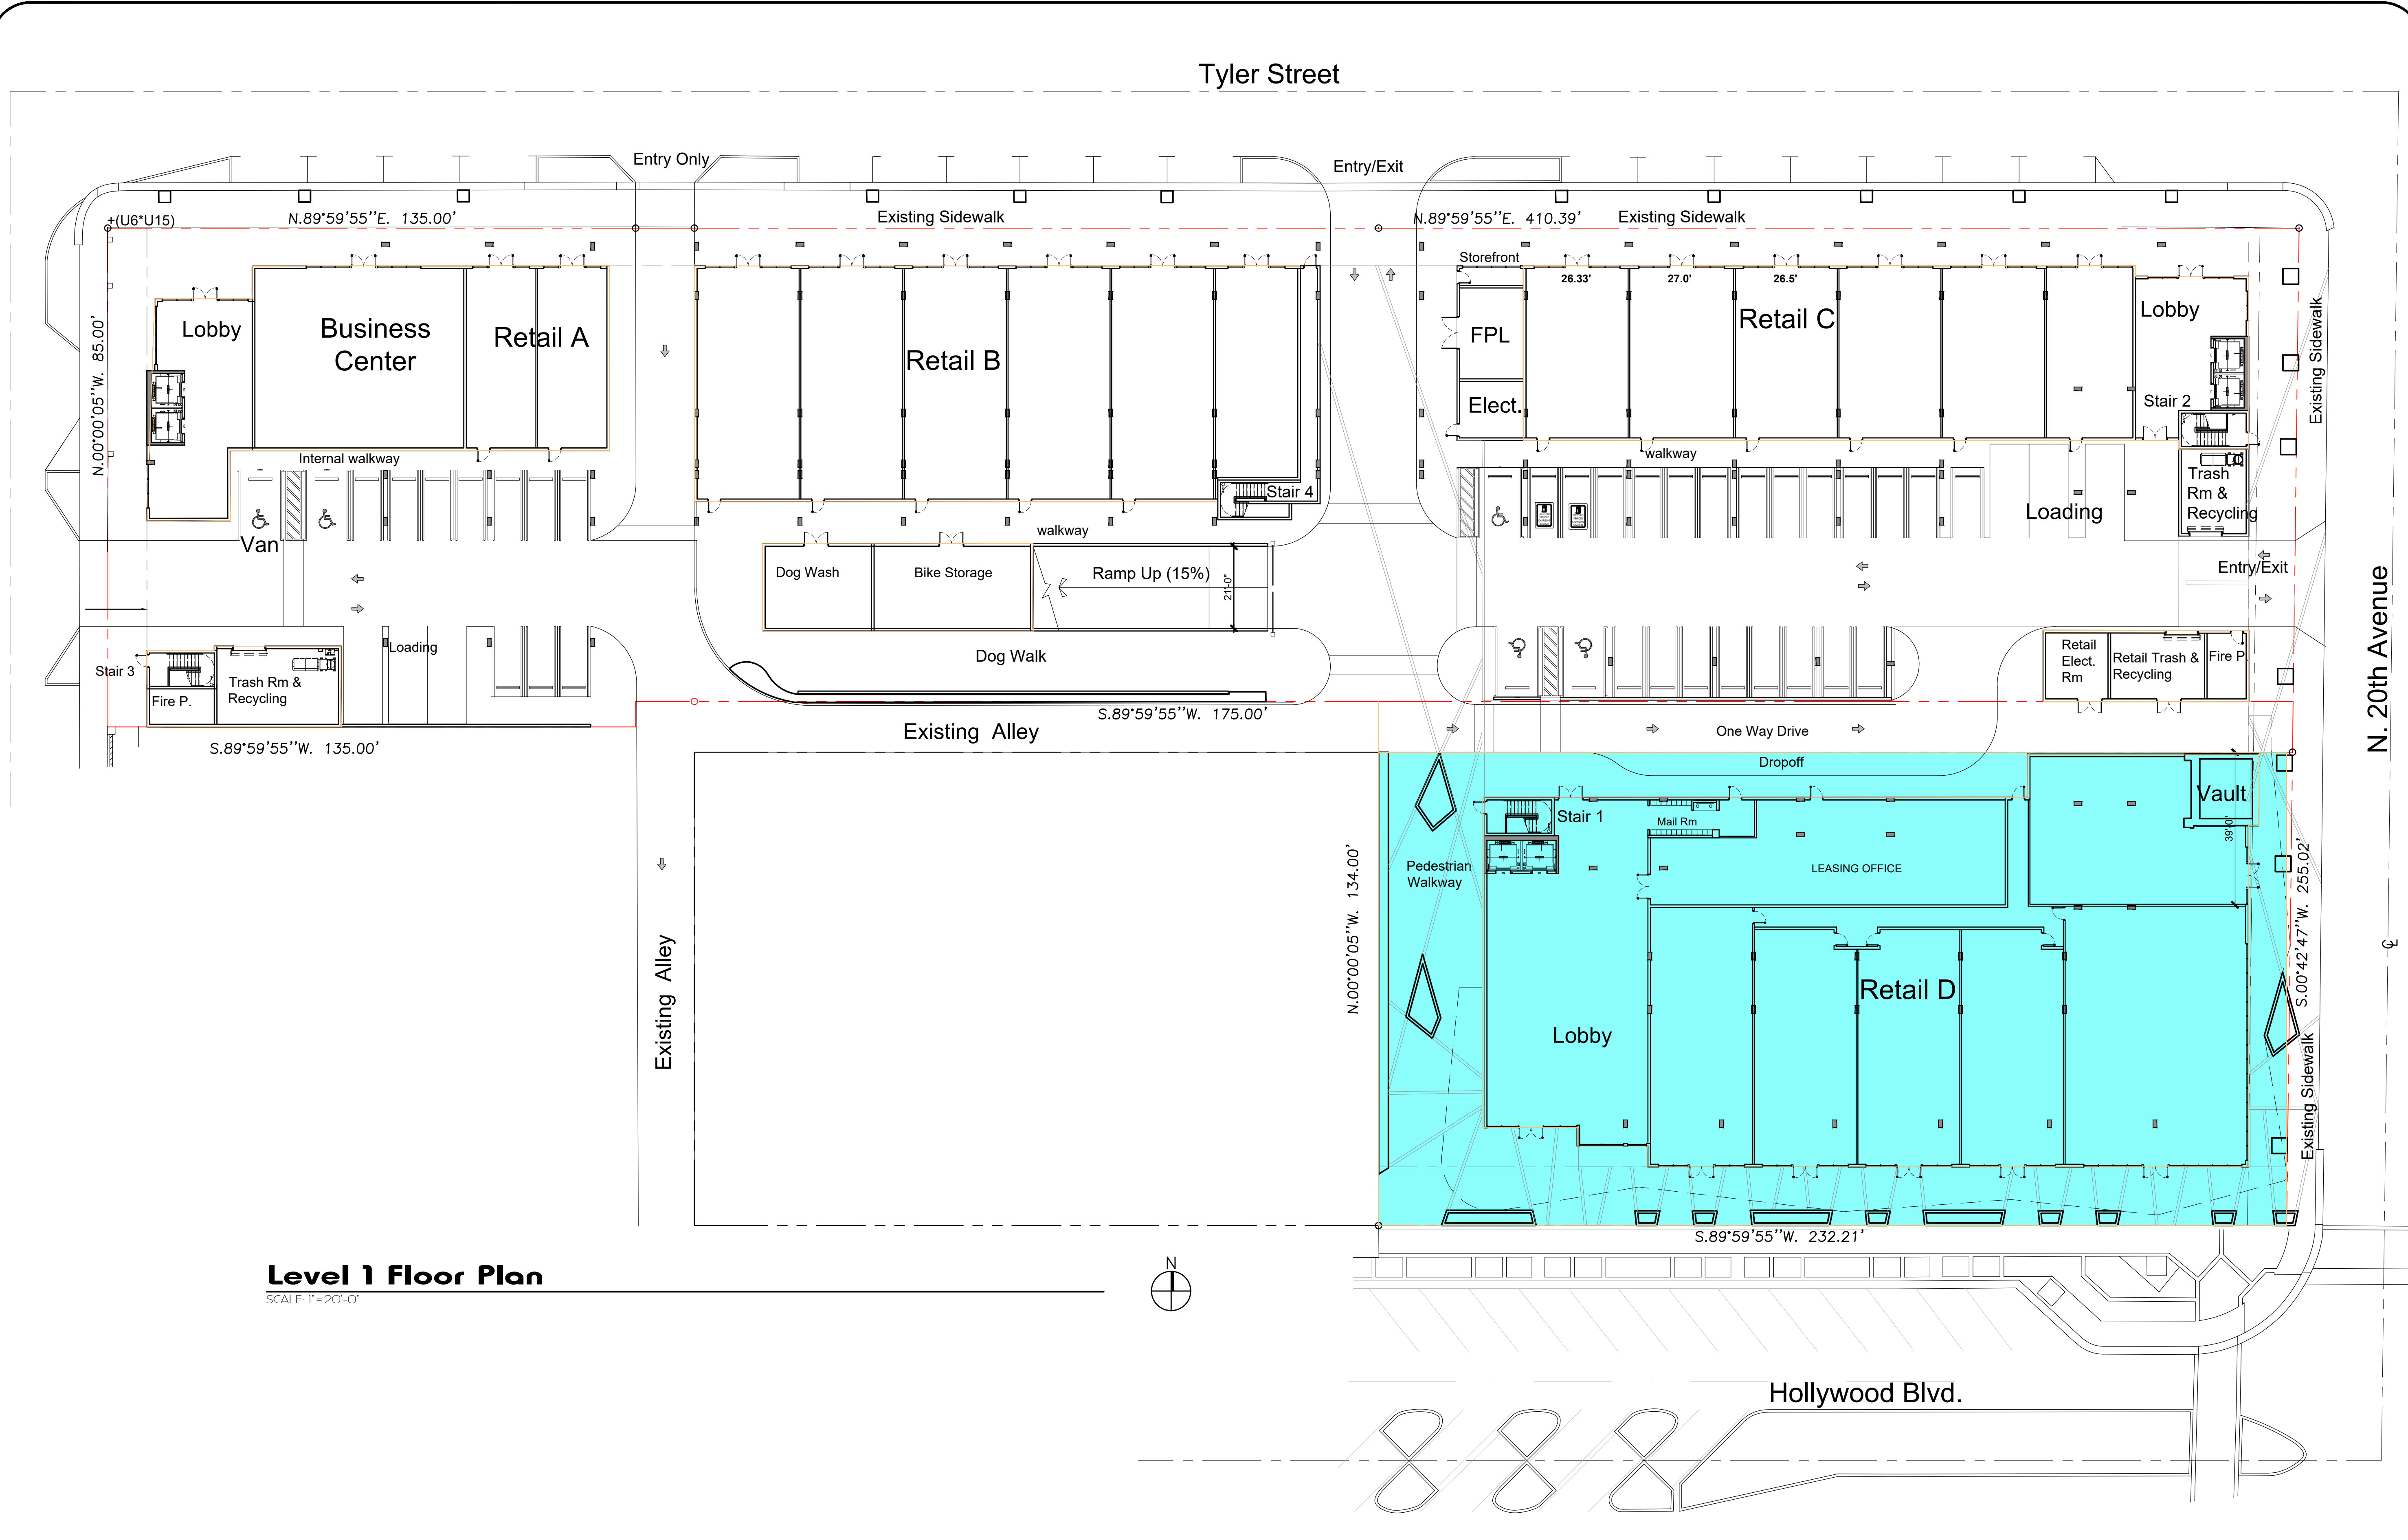 Tyler Street
Entry Only
Entry/Exit
+(U6*U15)
N.89°59'55"E. 135.00'
Existing Sidewalk
N.89°59'55"E. 410.39'
Existing Sidewalk
Storefront
26.33'
27.0'
26.5'
Lobby
Business
Center
Retail A
Retail B
FPL
Retail C
Lobby
N.00°00'05"W. 85.00'
Existing Sidewalk
Elect.
Stair 2
Internal walkway
walkway
Stair 4
Trash
Rm &
Recycling
Loading
Van
walkway
Dog Wash
Bike Storage
Ramp Up (15%)
21'-0"
Entry/Exit
N. 20th Avenue
Loading
Dog Walk
Stair 3
Trash Rm &
Recycling
Fire P.
Retail
Elect.
Rm
Retail Trash &
Recycling
Fire P.
S.89°59'55"W. 175.00'
S.89°59'55"W. 135.00'
Existing Alley
One Way Drive
Dropoff
Vault
Stair 1
Mail Rm
39'-0"
Pedestrian
Walkway
LEASING OFFICE
N.00°00'05"W. 134.00'
S.00°42'47"W. 255.02'
Existing Alley
Retail D
Lobby
Existing Sidewalk
S.89°59'55"W. 232.21'
N
Level 1 Floor Plan
SCALE: 1"=20'-0"
Hollywood Blvd.